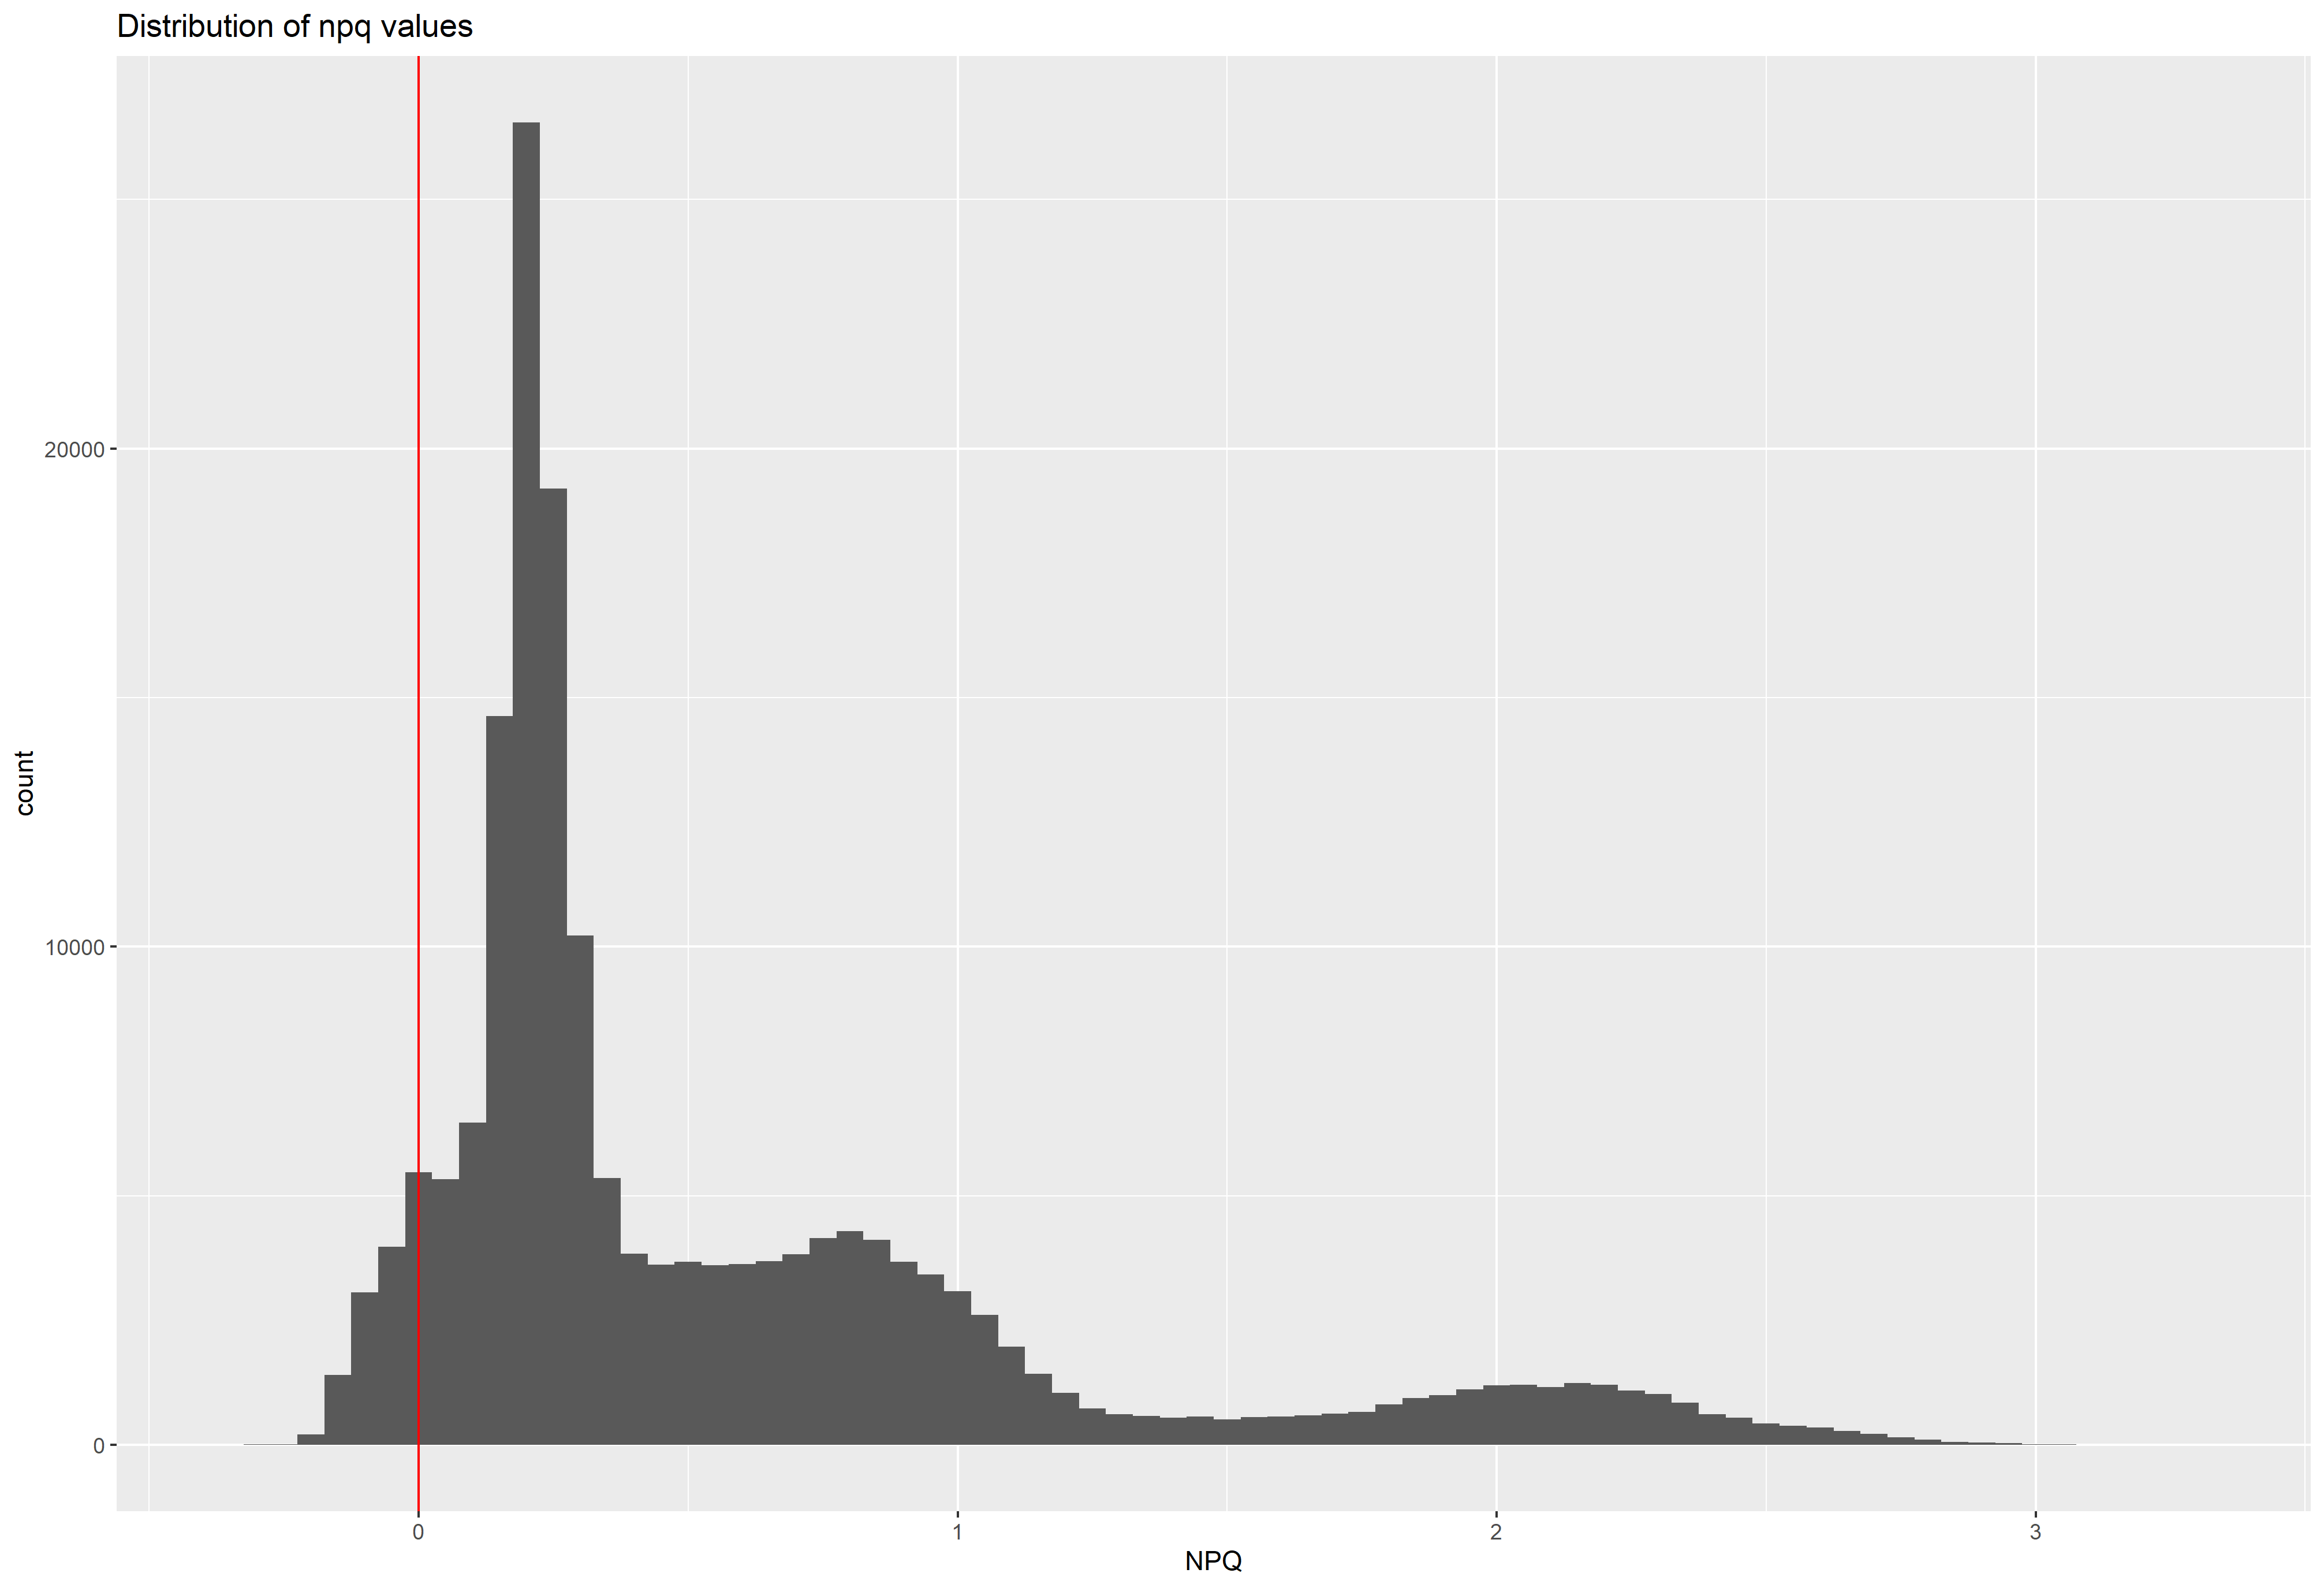 Distribution of npq values
20000
10000
0
count
0 1 2 3
NPQ